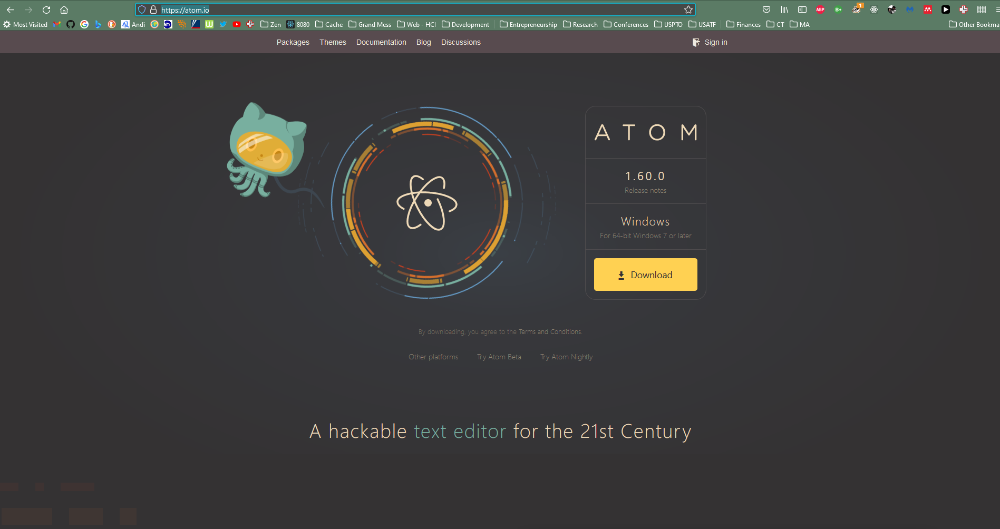 https://atom.io
ABP
B+
1
Most Visited
Andi
Zen
8080
Cache
Grand Mess
Web - HCI
Development
Entrepreneurship
Research
Conferences
USPTO
USATF
Finances
CT
MA
Other Bookma
Packages
Themes
Documentation
Blog
Discussions
Sign in
ATOM
1.60.0
Release notes
Windows
For 64-bit Windows 7 or later
Download
By downloading, you agree to the Terms and Conditions.
Other platforms
Try Atom Beta
Try Atom Nightly
A hackable text editor for the 21st Century